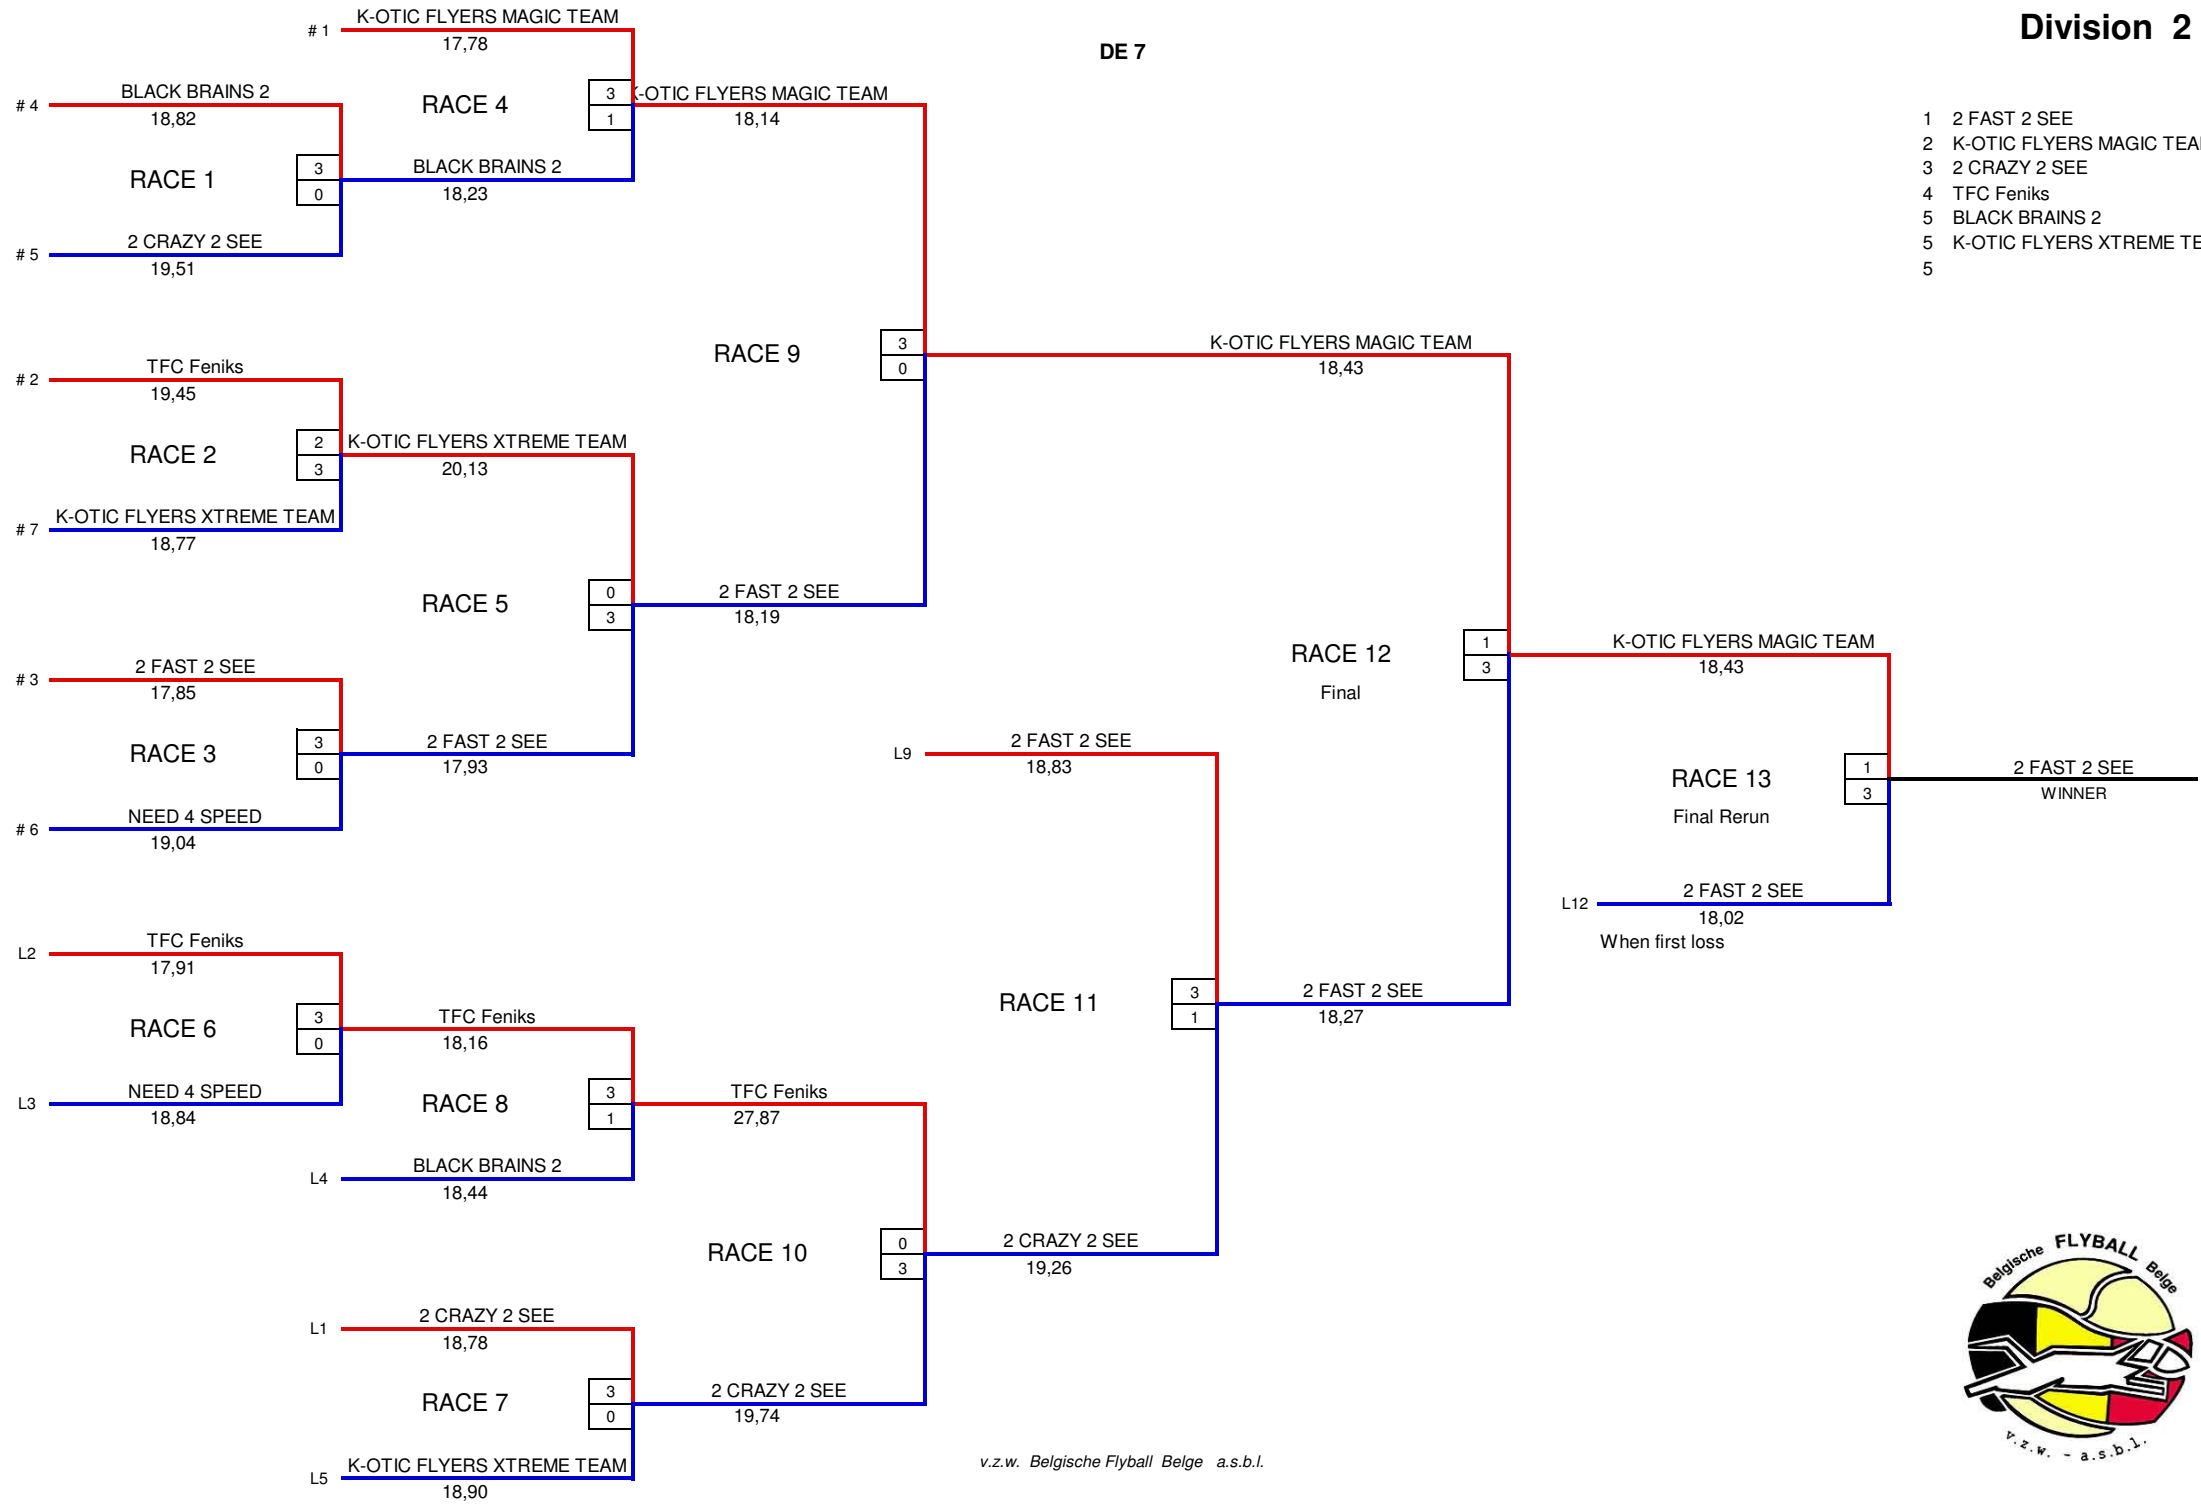 Division 2
DE 7
# 1
K-OTIC FLYERS MAGIC TEAM
17,78
# 4
BLACK BRAINS 2
18,82
RACE 4
3
1
K-OTIC FLYERS MAGIC TEAM
18,14
RACE 1
3
0
BLACK BRAINS 2
18,23
# 5
2 CRAZY 2 SEE
19,51
1 2 FAST 2 SEE
2 K-OTIC FLYERS MAGIC TEA
3 2 CRAZY 2 SEE
4 TFC Feniks
5 BLACK BRAINS 2
5 K-OTIC FLYERS XTREME TE
5
RACE 9
3
0
K-OTIC FLYERS MAGIC TEAM
18,43
# 2
TFC Feniks
19,45
RACE 2
2
3
K-OTIC FLYERS XTREME TEAM
20,13
# 7
K-OTIC FLYERS XTREME TEAM
18,77
RACE 5
0
3
2 FAST 2 SEE
18,19
# 3
2 FAST 2 SEE
17,85
RACE 3
3
0
2 FAST 2 SEE
17,93
# 6
NEED 4 SPEED
19,04
RACE 12
Final
1
3
K-OTIC FLYERS MAGIC TEAM
18,43
L9
2 FAST 2 SEE
18,83
RACE 13
Final Rerun
1
3
2 FAST 2 SEE
WINNER
L12
2 FAST 2 SEE
18,02
When first loss
L2
TFC Feniks
17,91
RACE 6
3
0
TFC Feniks
18,16
L3
NEED 4 SPEED
18,84
RACE 8
3
1
TFC Feniks
27,87
L4
BLACK BRAINS 2
18,44
RACE 11
3
1
2 FAST 2 SEE
18,27
RACE 10
0
3
2 CRAZY 2 SEE
19,26
L1
2 CRAZY 2 SEE
18,78
RACE 7
3
0
2 CRAZY 2 SEE
19,74
L5
K-OTIC FLYERS XTREME TEAM
18,90
v.z.w. Belgische Flyball Belge a.s.b.l.
Belgische FLYBALL Belge
v.z.w. - a.s.b.l.